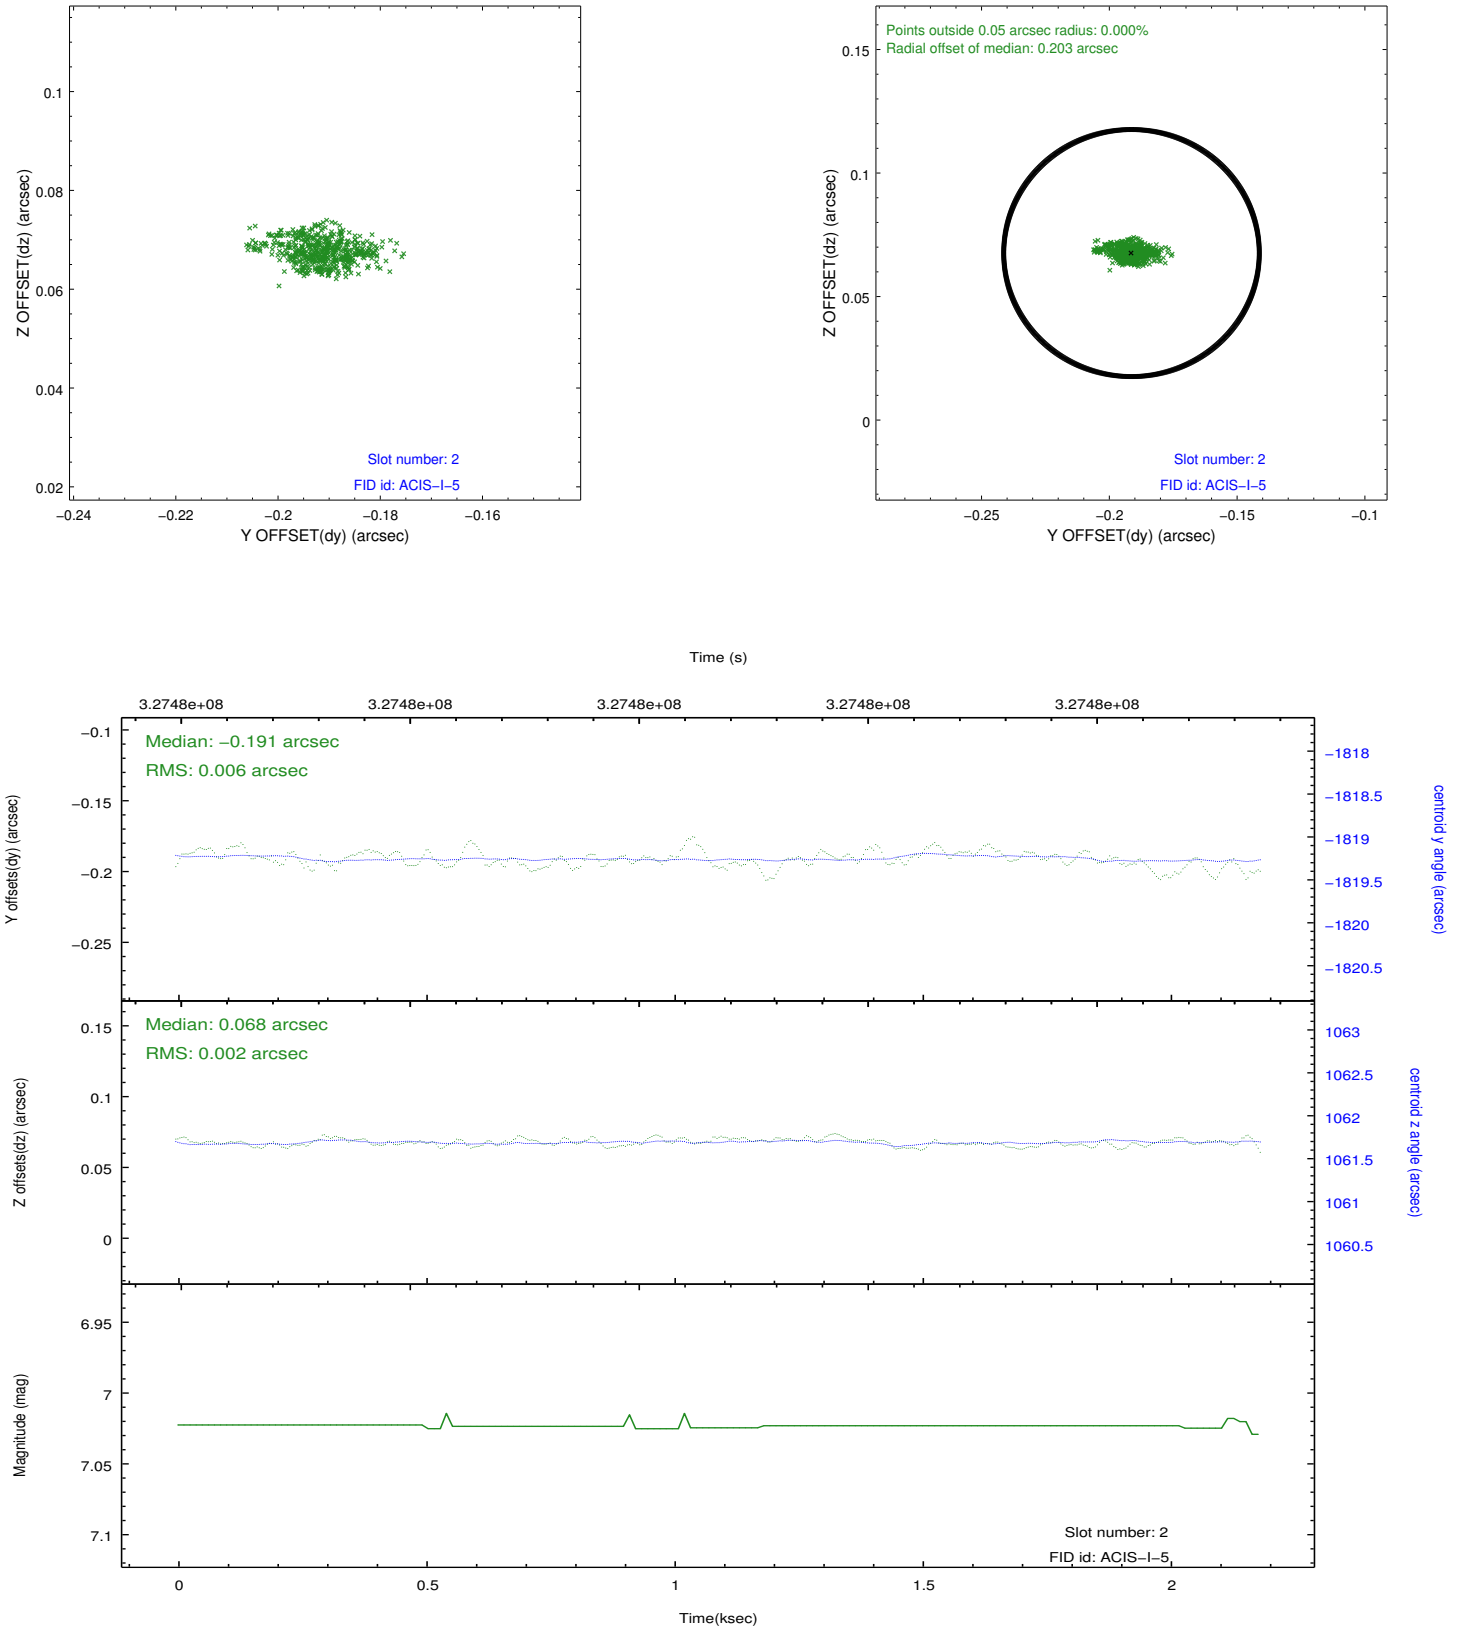 0.1
0.08
0.06
0.04
0.02
Z OFFSET(dz) (arcsec)
Slot number: 2
FID id: ACIS−I−5
−0.24
−0.22
−0.2
−0.18
−0.16
Y OFFSET(dy) (arcsec)
Points outside 0.05 arcsec radius: 0.000%
Radial offset of median: 0.203 arcsec
0.15
0.1
0.05
0
Z OFFSET(dz) (arcsec)
Slot number: 2
FID id: ACIS−I−5
−0.25
−0.2
−0.15
−0.1
Y OFFSET(dy) (arcsec)
Time (s)
3.2748e+08
3.2748e+08
3.2748e+08
3.2748e+08
3.2748e+08
Median: −0.191 arcsec
RMS: 0.006 arcsec
−0.1
−0.15
−0.2
−0.25
Y offsets(dy) (arcsec)
−1818
−1818.5
−1819
−1819.5
−1820
−1820.5
centroid y angle (arcsec)
Median: 0.068 arcsec
RMS: 0.002 arcsec
0.15
0.1
0.05
0
Z offsets(dz) (arcsec)
1063
1062.5
1062
1061.5
1061
1060.5
centroid z angle (arcsec)
6.95
7
7.05
7.1
Magnitude (mag)
Slot number: 2
FID id: ACIS−I−5
0
0.5
1
1.5
2
Time(ksec)